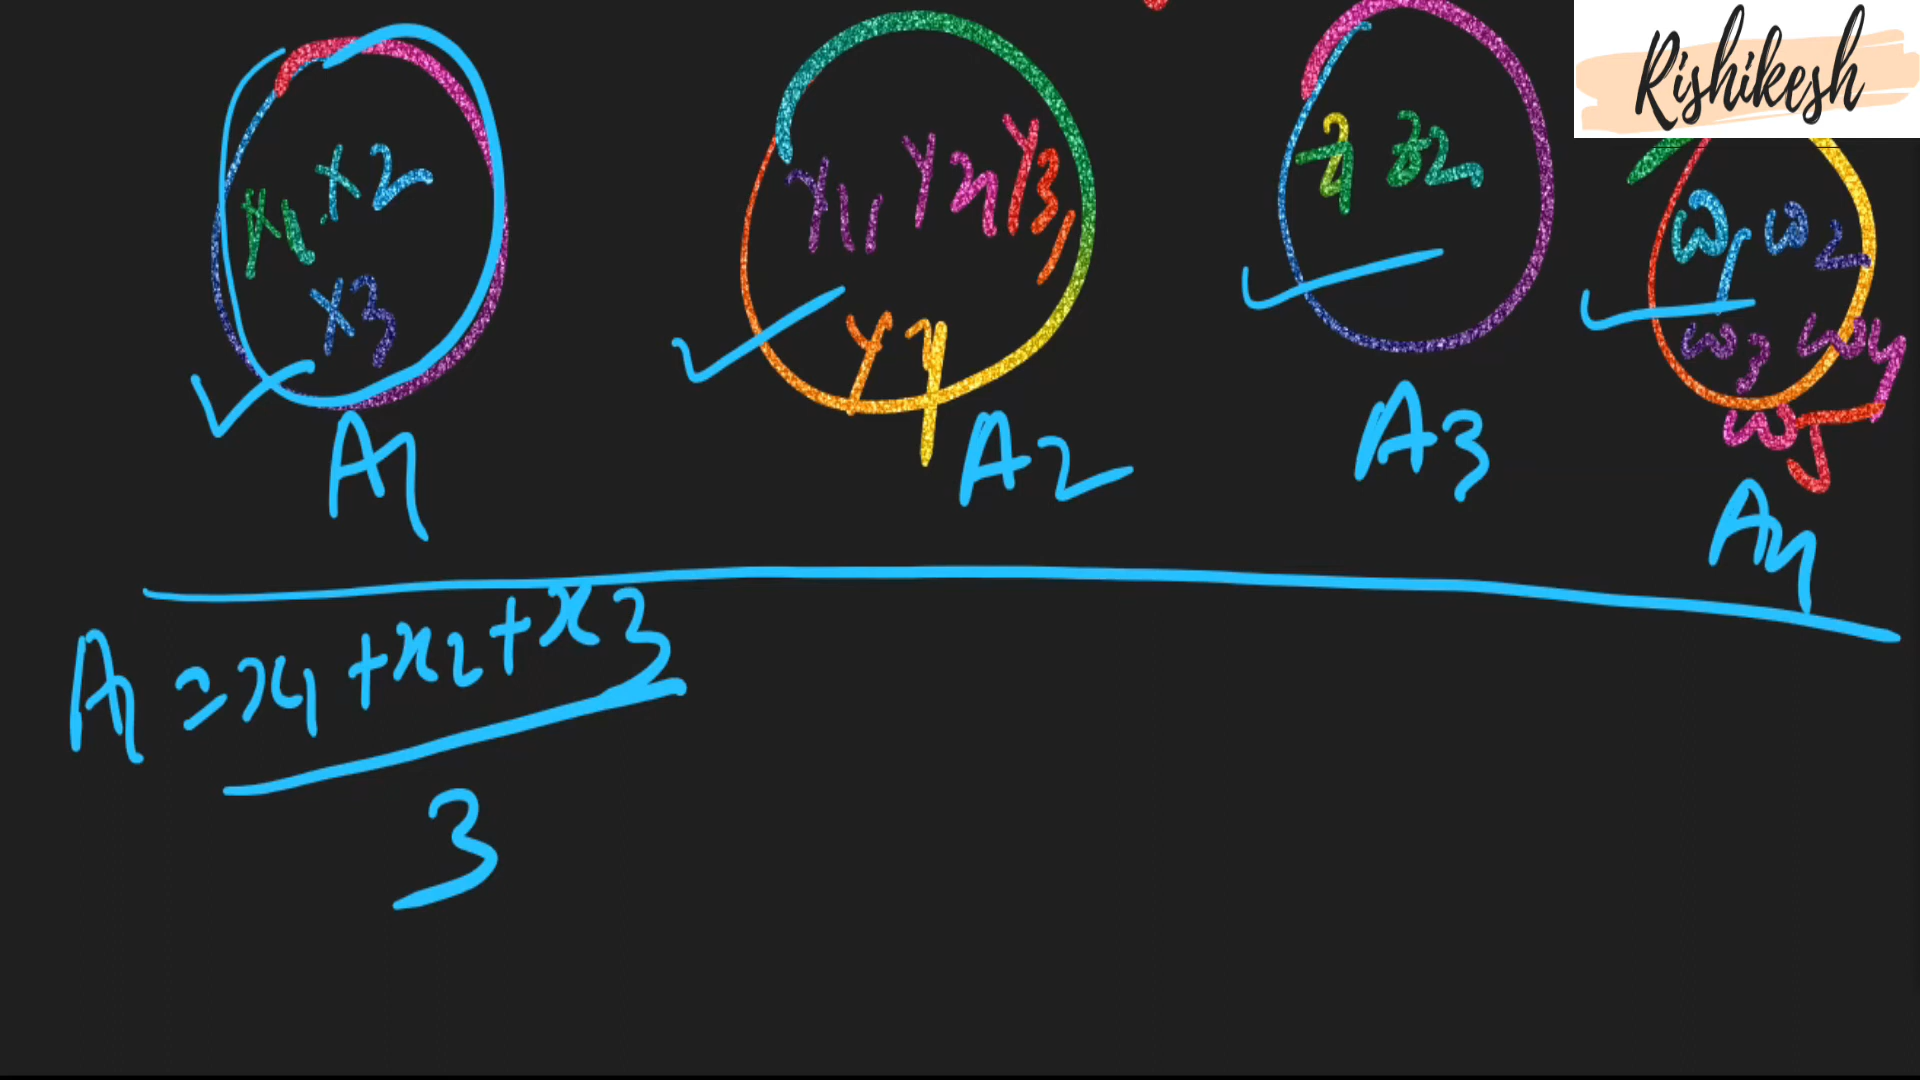 Rishikesh
x1 x2
x3
y1, y2, y3,
y4
z1 z2
w1, w2
w3 w4
w5
A1
A2
A3
A4
A1 = x1 + x2 + x3
3